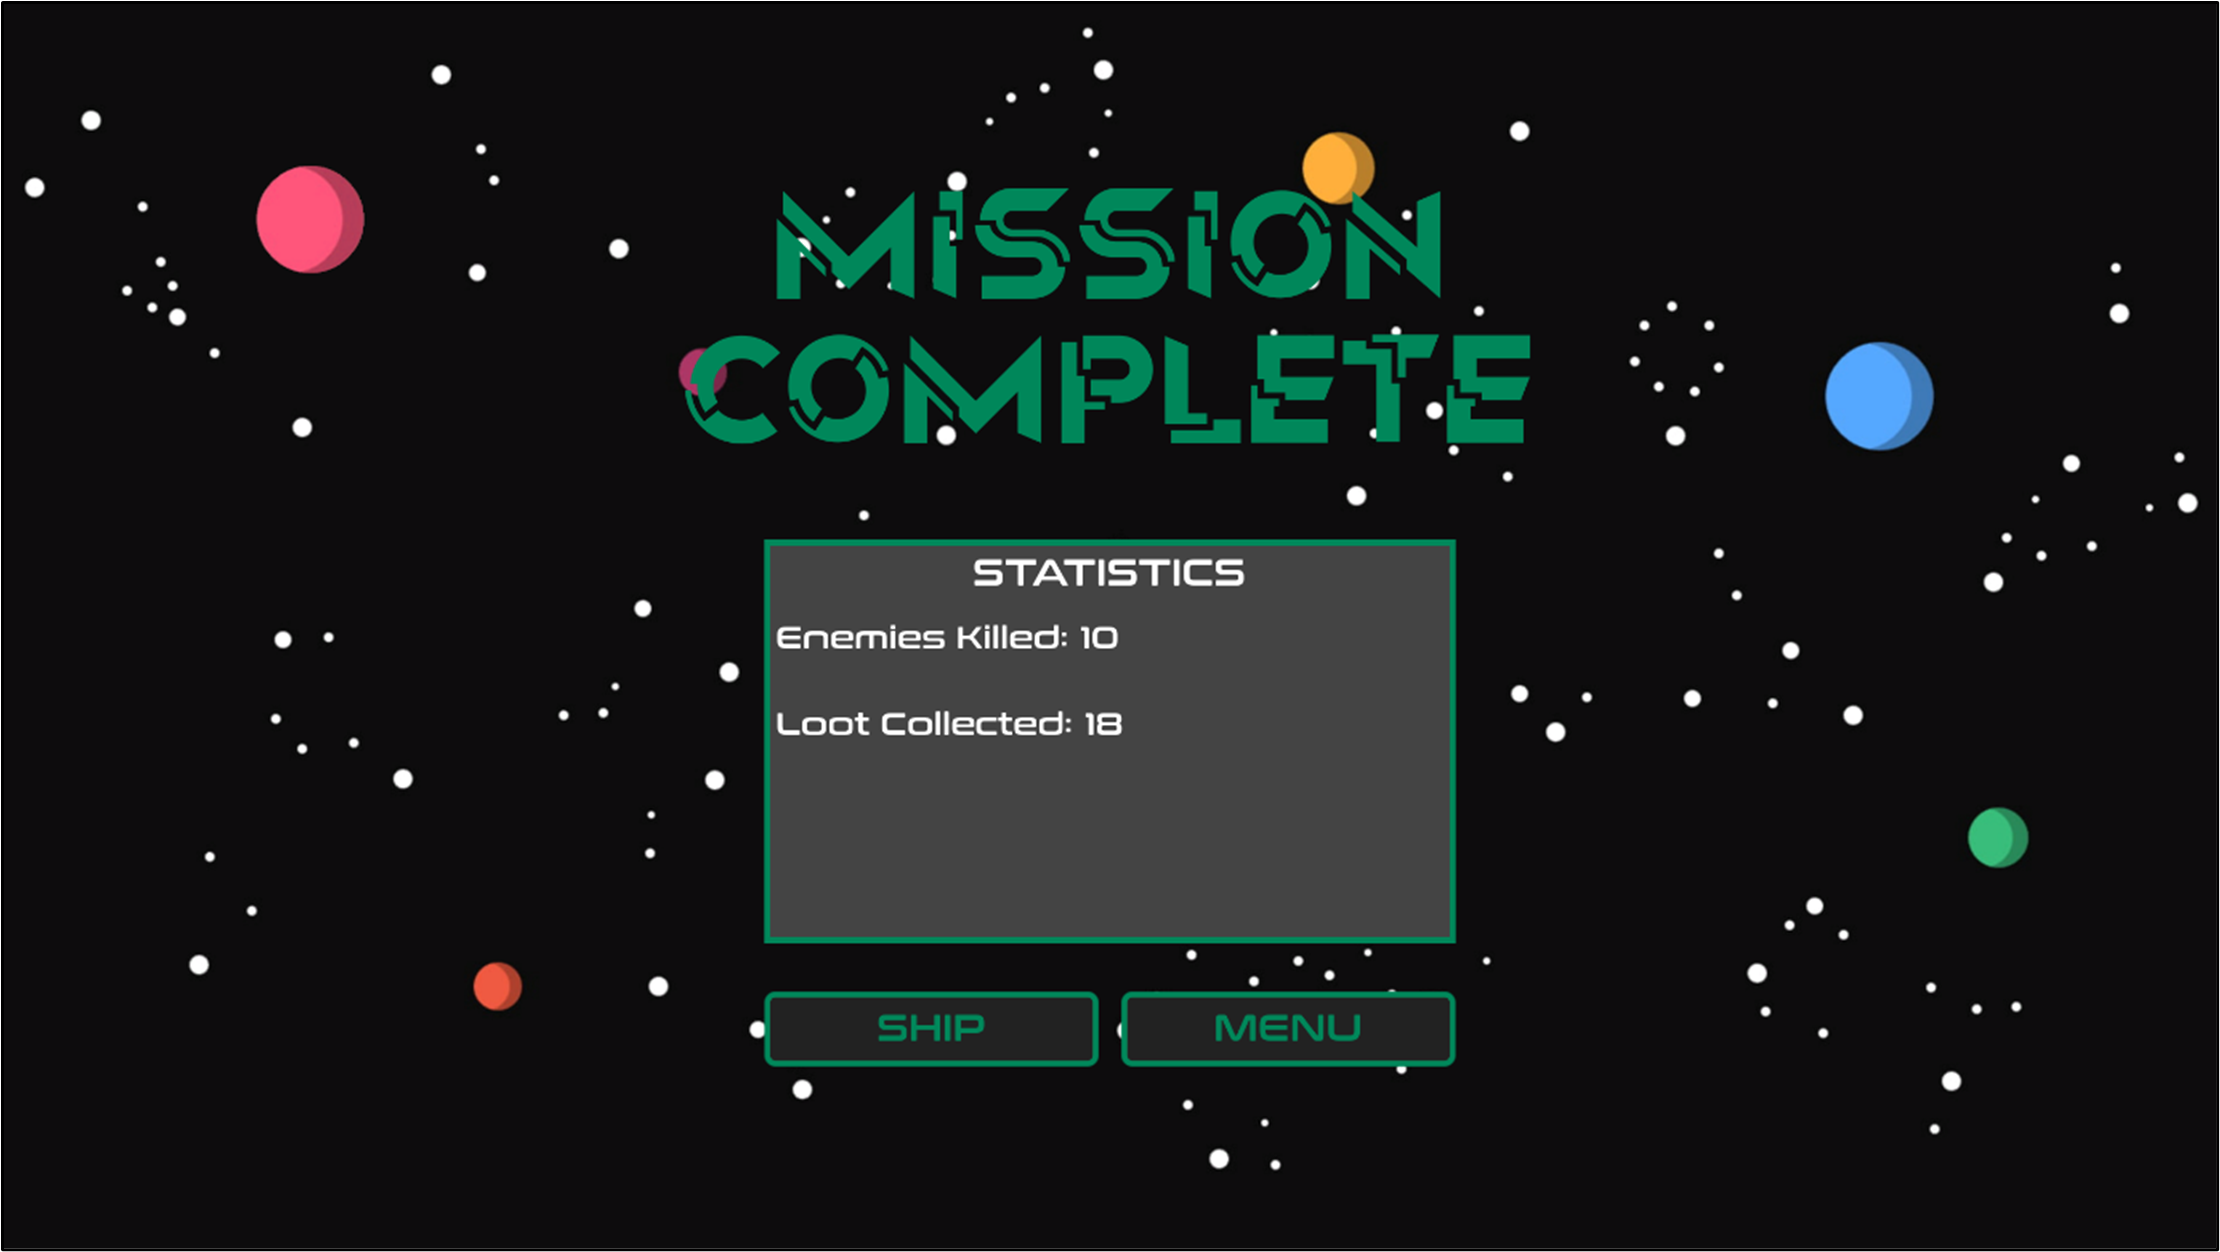 MISSION
COMPLETE
STATISTICS
Enemies Killed: 10
Loot Collected: 18
SHIP
MENU